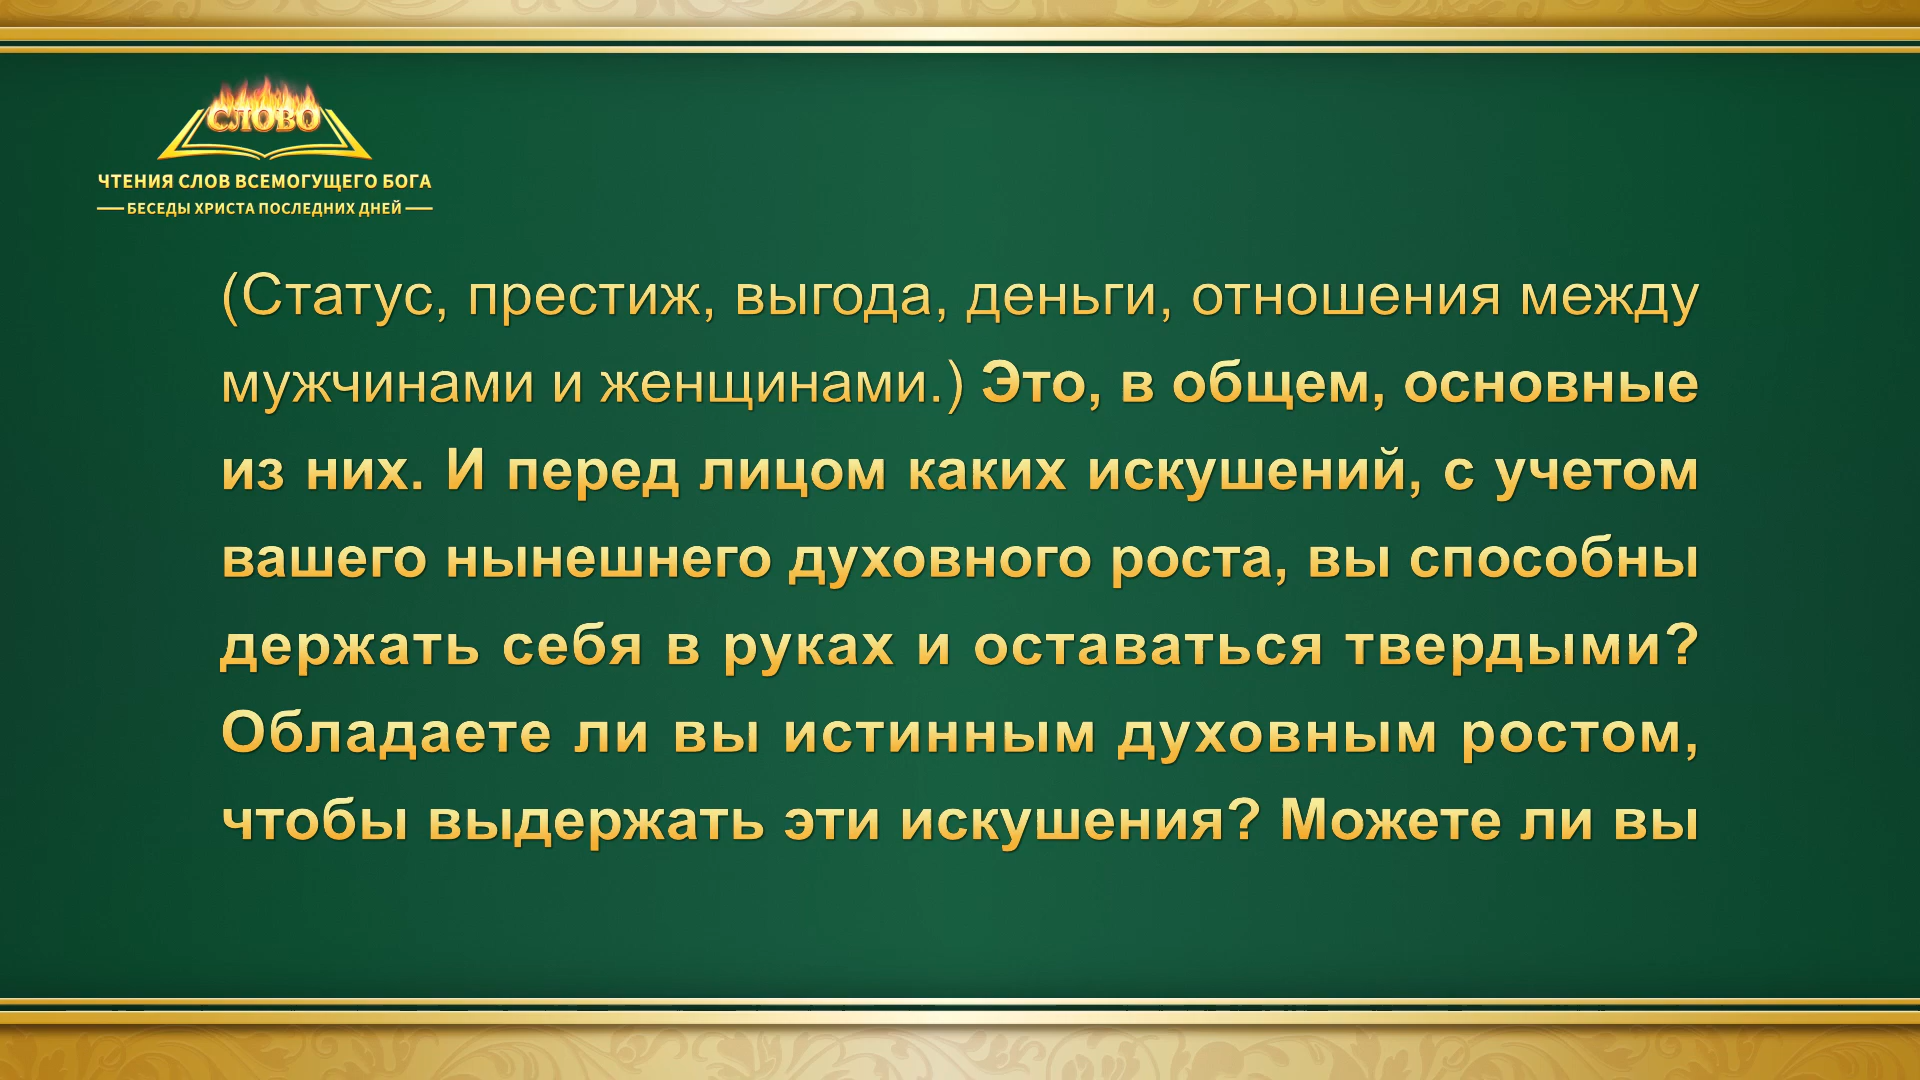 СЛОВО
ЧТЕНИЯ СЛОВ ВСЕМОГУЩЕГО БОГА
БЕСЕДЫ ХРИСТА ПОСЛЕДНИХ ДНЕЙ
(Статус, престиж, выгода, деньги, отношения между
мужчинами и женщинами.) Это, в общем, основные
из них. И перед лицом каких искушений, с учетом
вашего нынешнего духовного роста, вы способны
держать себя в руках и оставаться твердыми?
Обладаете ли вы истинным духовным ростом,
чтобы выдержать эти искушения? Можете ли вы